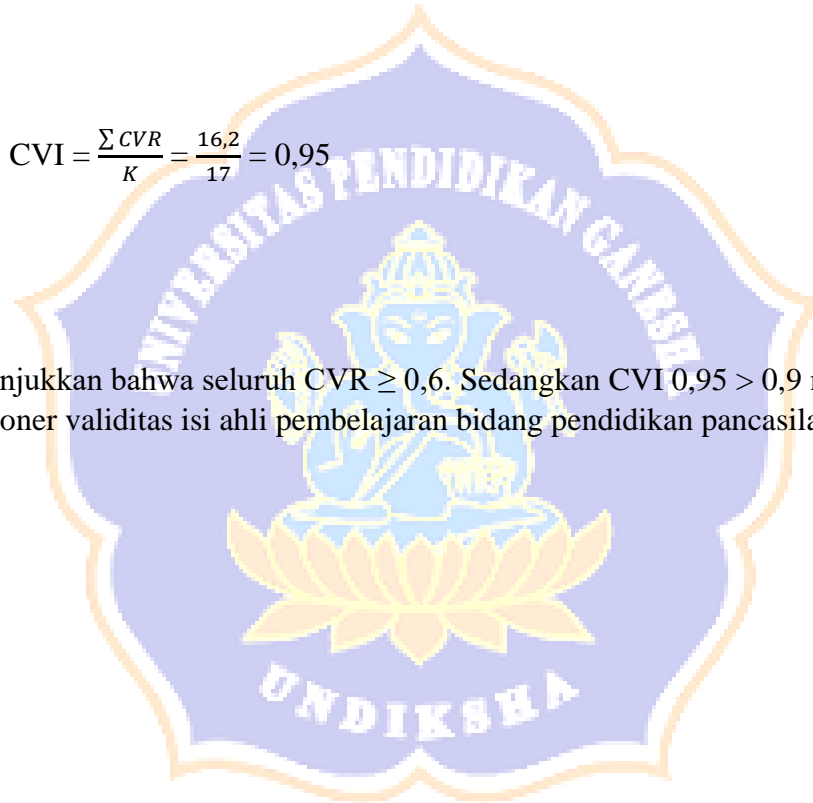 CVI = ∑ CVR / K = 16,2 / 17 = 0,95
UNIVERSITAS PENDIDIKAN GANESHA
njukkan bahwa seluruh CVR ≥ 0,6. Sedangkan CVI 0,95 > 0,9
oner validitas isi ahli pembelajaran bidang pendidikan pancasila
UNDIKSHA